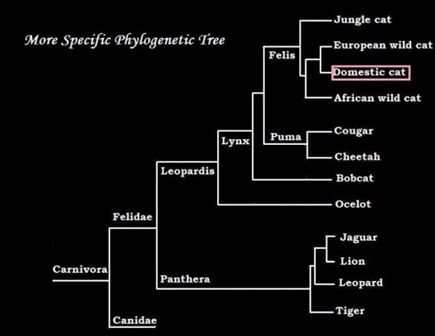 More Specific Phylogenetic Tree
Jungle cat
European wild cat
Felis
Domestic cat
African wild cat
Cougar
Puma
Lynx
Cheetah
Leopardis
Bobcat
Ocelot
Felidae
Jaguar
Lion
Carnivora
Panthera
Leopard
Tiger
Canidae